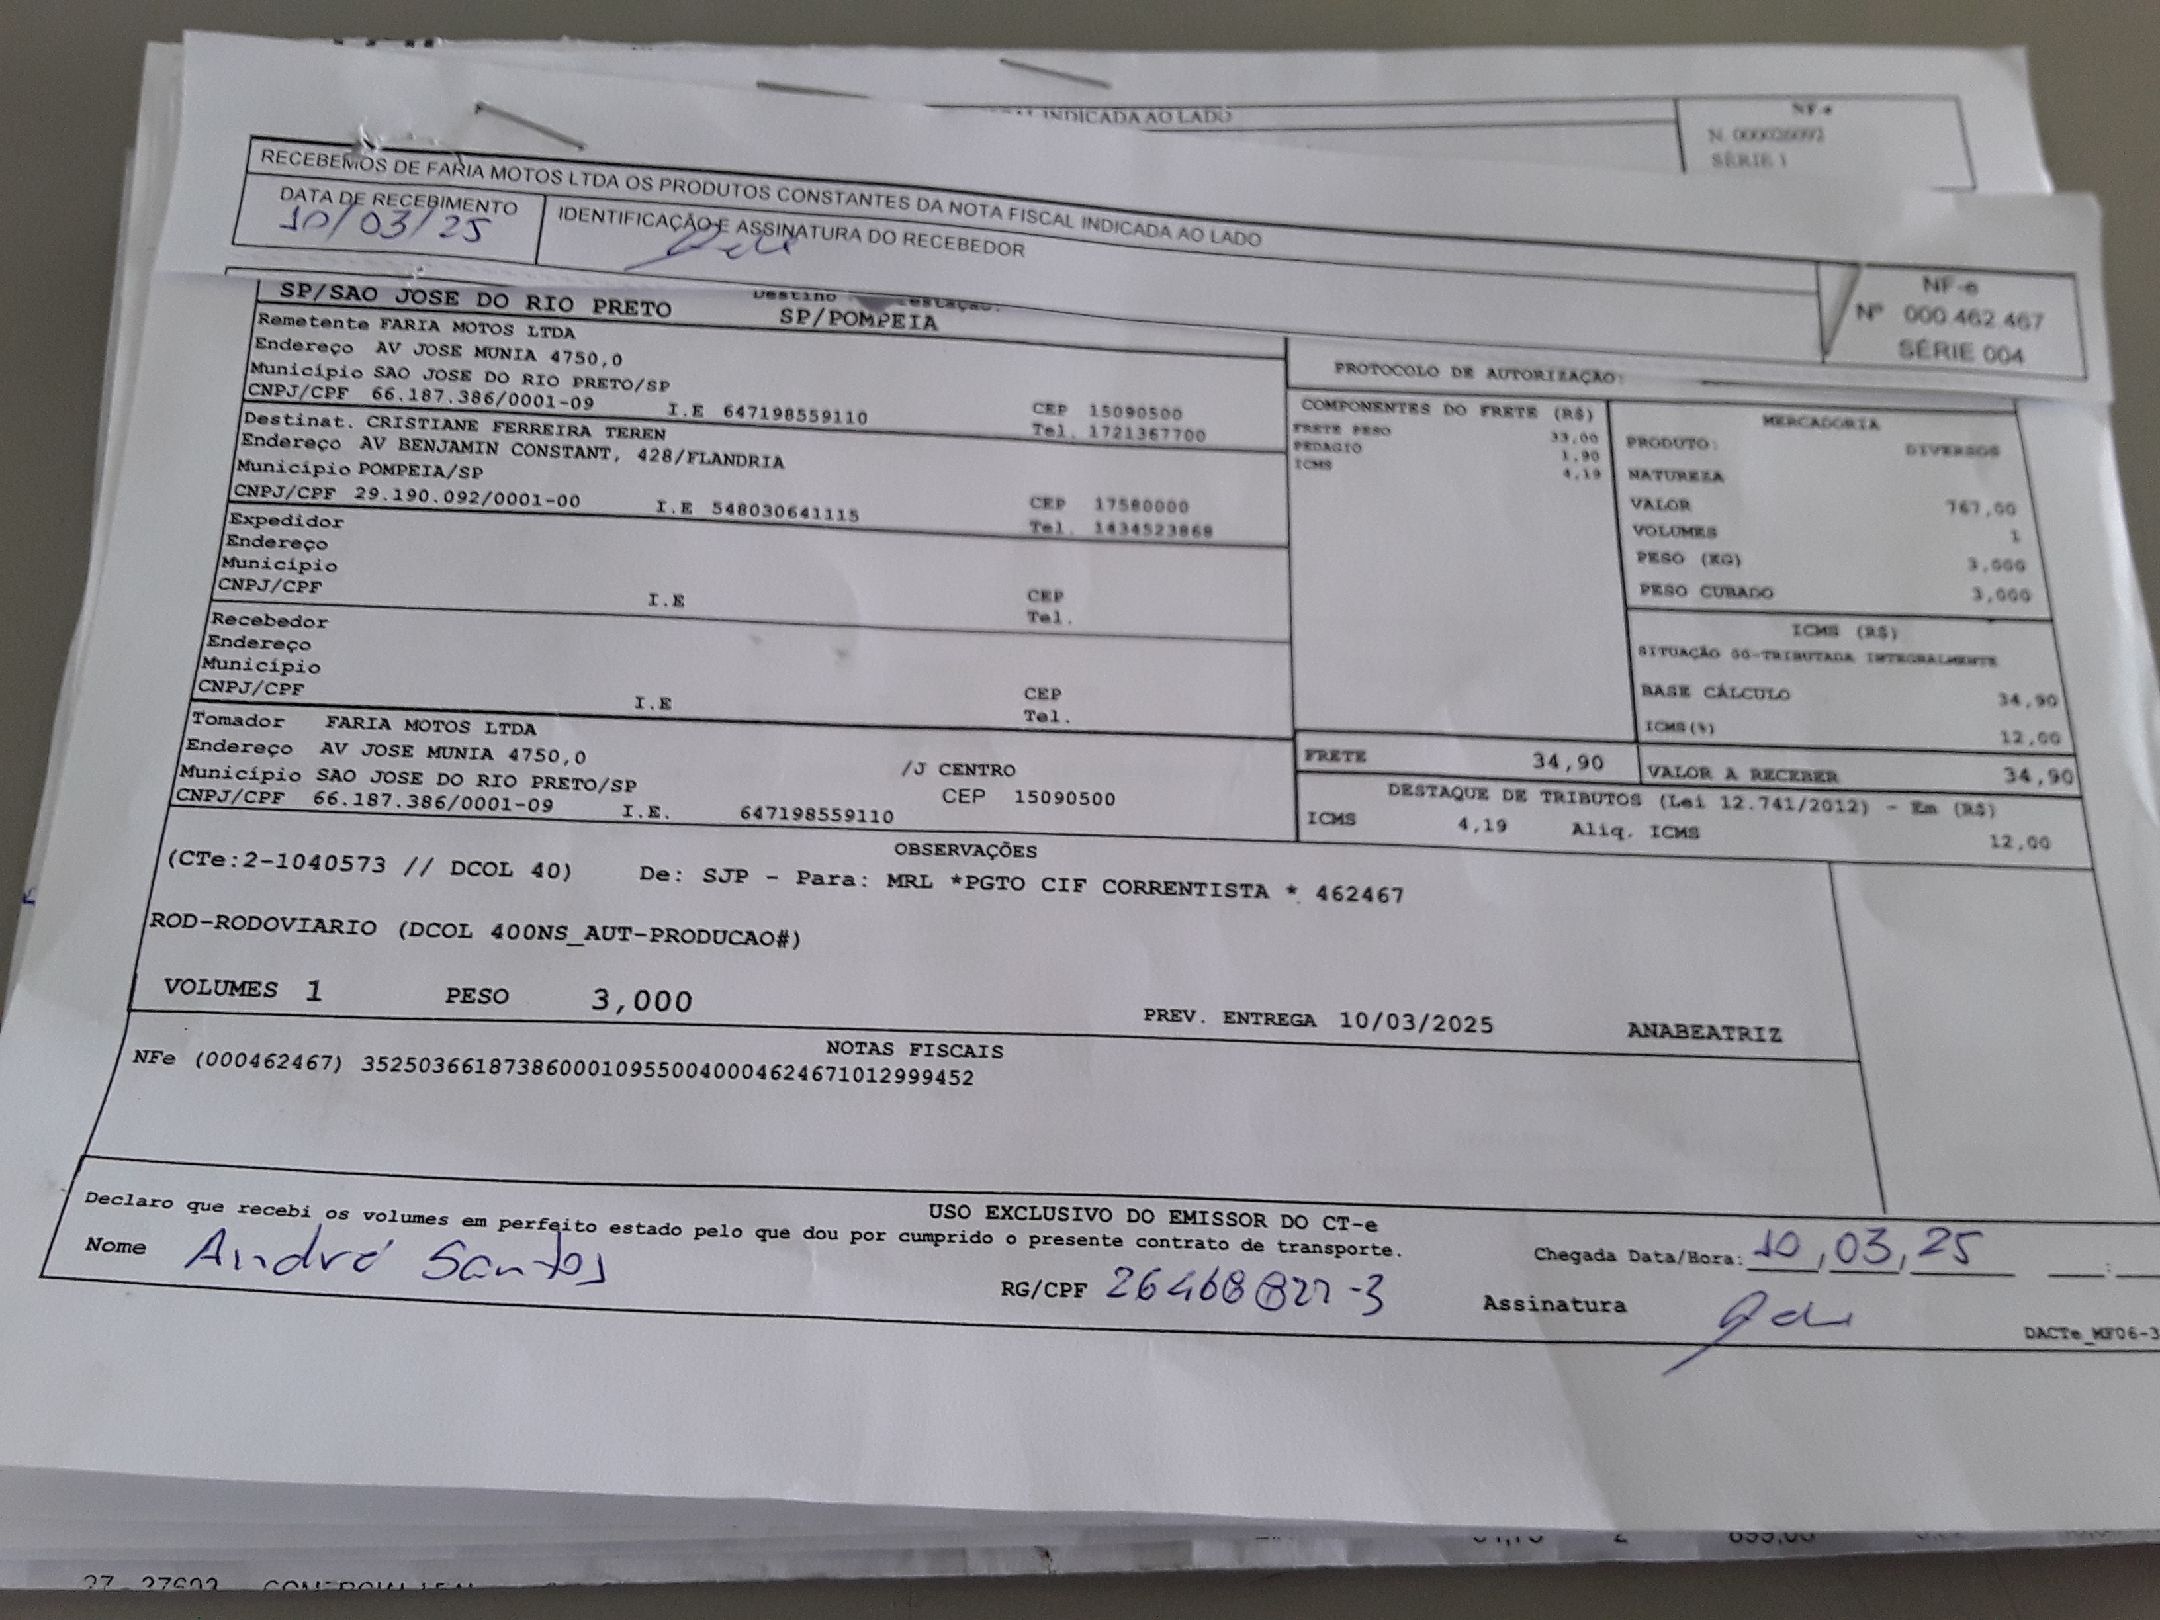 INDICADA AO LADO
NF-e
SÉRIE 1
RECEBEMOS DE FARIA MOTOS LTDA OS PRODUTOS CONSTANTES DA NOTA FISCAL INDICADA AO LADO
DATA DE RECEBIMENTO
10/03/25
IDENTIFICAÇÃO E ASSINATURA DO RECEBEDOR
NF-e
Nº 000 462 467
SÉRIE 004
SP/SAO JOSE DO RIO PRETO
SP/POMPEIA
Remetente FARIA MOTOS LTDA
Endereço AV JOSE MUNIA 4750,0
Município SAO JOSE DO RIO PRETO/SP
CNPJ/CPF 66.187.386/0001-09 I.E 647198559110
CEP 15090500
Tel. 1721367700
Destinat. CRISTIANE FERREIRA TEREN
Endereço AV BENJAMIN CONSTANT, 428/FLANDRIA
Município POMPEIA/SP
CNPJ/CPF 29.190.092/0001-00 I.E 548030641115
CEP 17580000
Tel. 1434523868
Expedidor
Endereço
Município
CNPJ/CPF I.E
CEP
Tel.
Recebedor
Endereço
Município
CNPJ/CPF I.E
CEP
Tel.
Tomador FARIA MOTOS LTDA
Endereço AV JOSE MUNIA 4750,0 /J CENTRO
Município SAO JOSE DO RIO PRETO/SP CEP 15090500
CNPJ/CPF 66.187.386/0001-09 I.E. 647198559110
PROTOCOLO DE AUTORIZAÇÃO:
COMPONENTES DO FRETE (R$)
FRETE PESO 33,00
PEDAGIO 1,90
ICMS 4,19
MERCADORIA
PRODUTO: DIVERSOS
NATUREZA
VALOR 767,00
VOLUMES 1
PESO (KG) 3,000
PESO CUBADO 3,000
ICMS (R$)
SITUAÇÃO 00-TRIBUTADA INTEGRALMENTE
BASE CÁLCULO 34,90
ICMS(%) 12,00
FRETE 34,90
VALOR A RECEBER 34,90
DESTAQUE DE TRIBUTOS (Lei 12.741/2012) - Em (R$)
ICMS 4,19 Aliq. ICMS 12,00
OBSERVAÇÕES
(CTe:2-1040573 // DCOL 40) De: SJP - Para: MRL *PGTO CIF CORRENTISTA * 462467
ROD-RODOVIARIO (DCOL 400NS_AUT-PRODUCAO#)
VOLUMES 1 PESO 3,000
PREV. ENTREGA 10/03/2025 ANABEATRIZ
NOTAS FISCAIS
NFe (000462467) 35250366187386000109550040004624671012999452
USO EXCLUSIVO DO EMISSOR DO CT-e
Declaro que recebi os volumes em perfeito estado pelo que dou por cumprido o presente contrato de transporte.
Nome André Santos
RG/CPF
Chegada Data/Hora: 10,03,25
Assinatura
DACTe_MF06-3